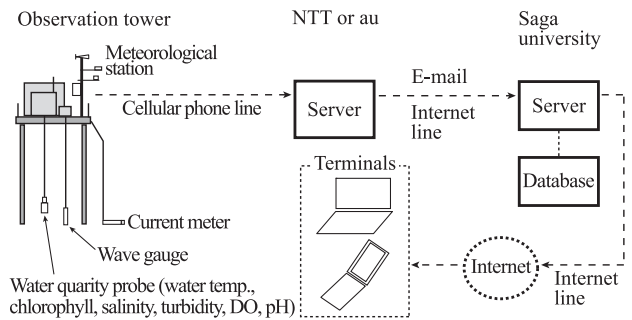 Observation tower
NTT or au
Saga
university
Meteorological
station
Cellular phone line
Server
E-mail
Internet
line
Server
Database
Terminals
Current meter
Wave gauge
Water quarity probe (water temp.,
chlorophyll, salinity, turbidity, DO, pH)
Internet
Internet
line